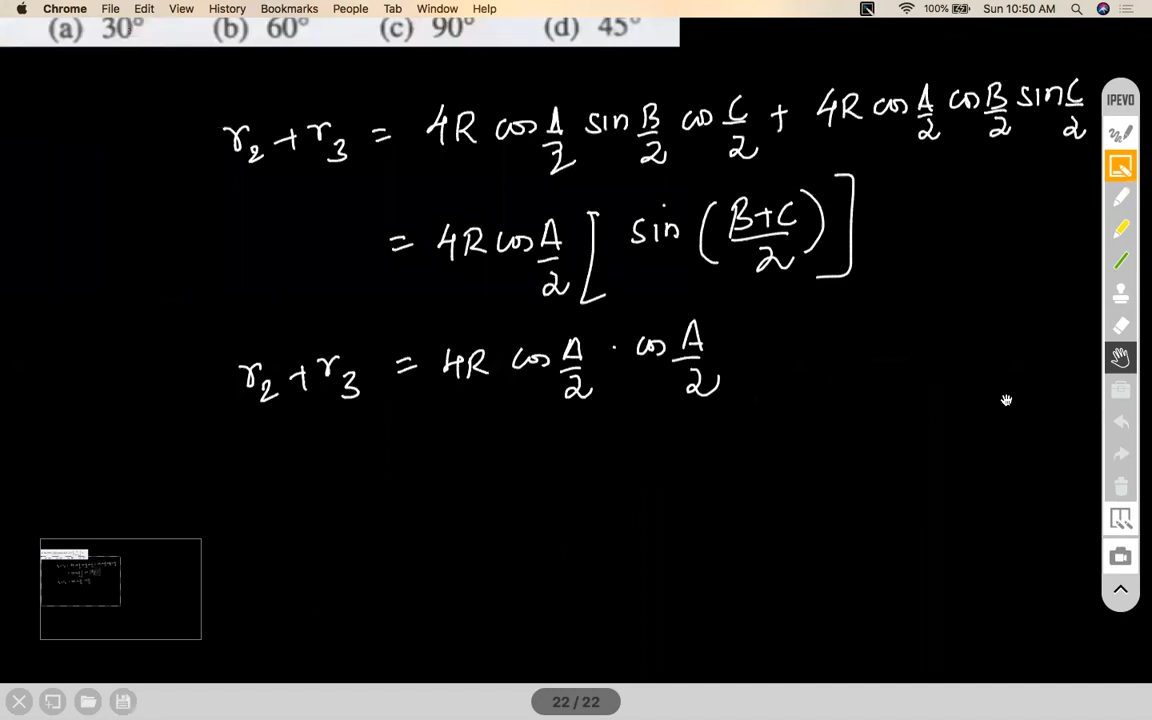 Chrome File Edit View History Bookmarks People Tab Window Help 100% Sun 10:50 AM
(a) 30° (b) 60° (c) 90° (d) 45°
IPEVO
r₂ + r₃ = 4R cos A/2 sin B/2 cos C/2 + 4R cos A/2 cos B/2 sin C/2
= 4R cos A/2 [ sin ( (B+C)/2 ) ]
r₂ + r₃ = 4R cos A/2 · cos A/2
22 / 22